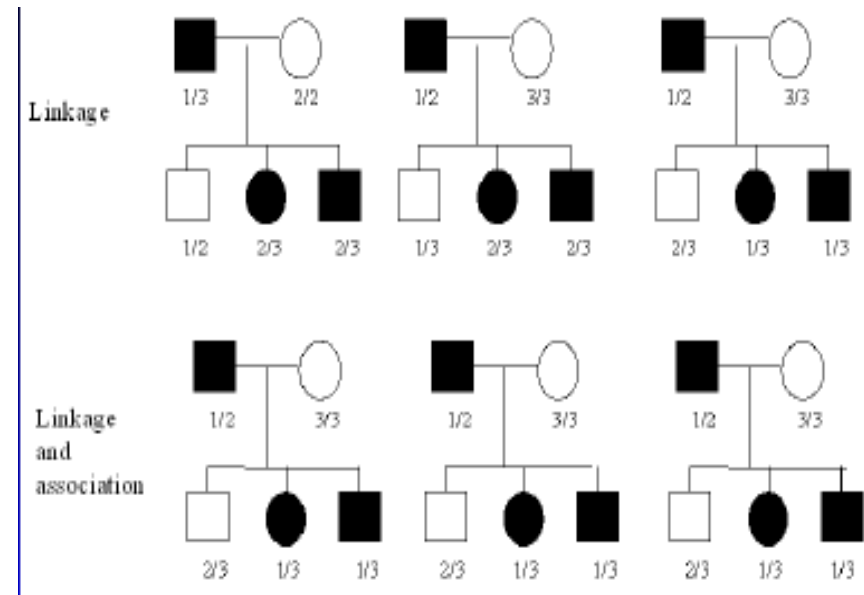 1/3 2/2 1/2 3/3 1/2 3/3
Linkage
1/2 2/3 2/3 1/3 2/3 2/3 2/3 1/3 1/3
1/2 3/3 1/2 3/3 1/2 3/3
Linkage
and
association
2/3 1/3 1/3 2/3 1/3 1/3 2/3 1/3 1/3